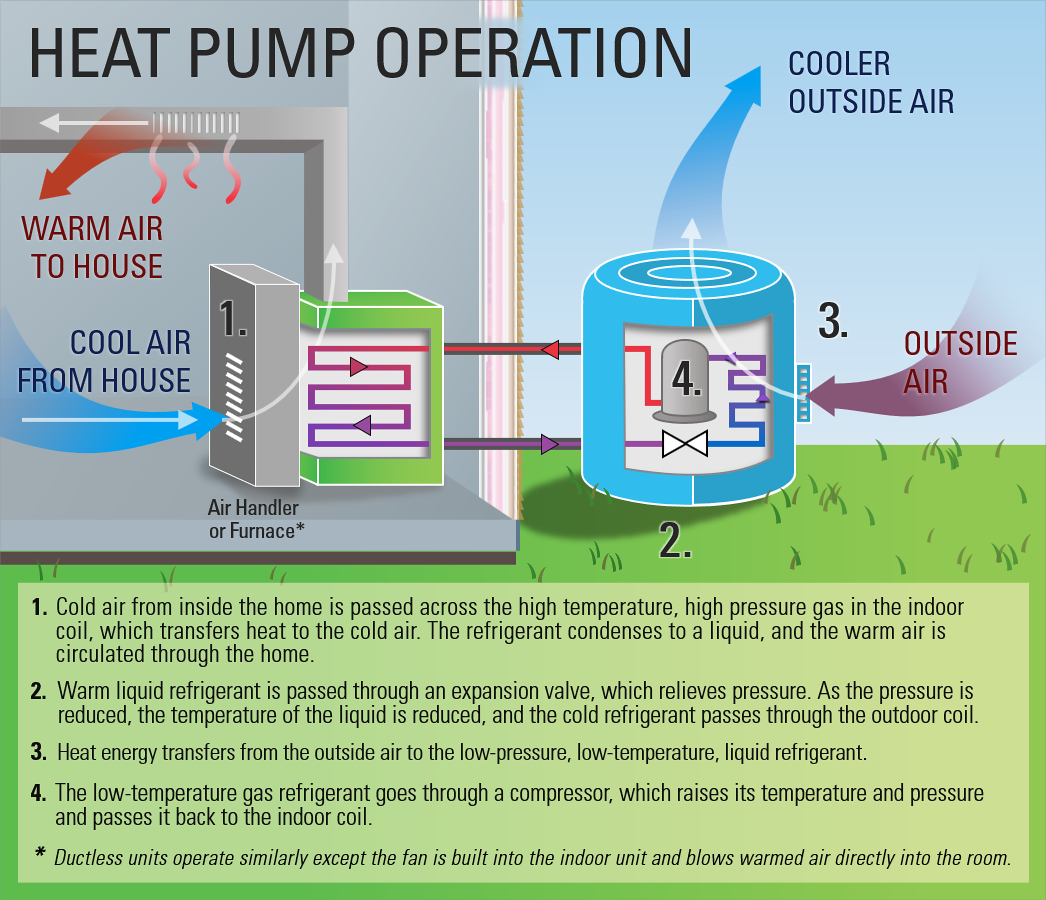 HEAT PUMP OPERATION
COOLER
OUTSIDE AIR
WARM AIR
TO HOUSE
1.
COOL AIR
FROM HOUSE
3.
OUTSIDE
AIR
4.
Air Handler
or Furnace*
2.
1. Cold air from inside the home is passed across the high temperature, high pressure gas in the indoor
coil, which transfers heat to the cold air. The refrigerant condenses to a liquid, and the warm air is
circulated through the home.
2. Warm liquid refrigerant is passed through an expansion valve, which relieves pressure. As the pressure is
reduced, the temperature of the liquid is reduced, and the cold refrigerant passes through the outdoor coil.
3. Heat energy transfers from the outside air to the low-pressure, low-temperature, liquid refrigerant.
4. The low-temperature gas refrigerant goes through a compressor, which raises its temperature and pressure
and passes it back to the indoor coil.
* Ductless units operate similarly except the fan is built into the indoor unit and blows warmed air directly into the room.